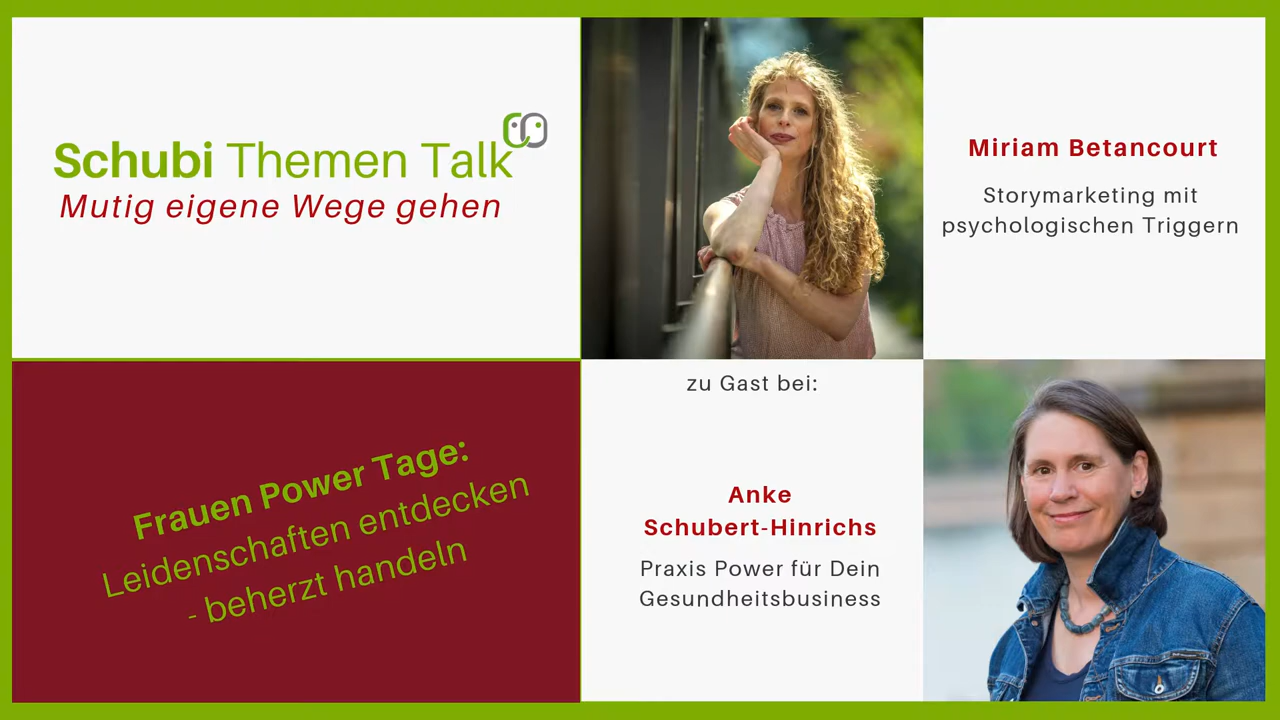 Schubi Themen Talk
Mutig eigene Wege gehen
Miriam Betancourt
Storymarketing mit
psychologischen Triggern
Frauen Power Tage:
Leidenschaften entdecken
- beherzt handeln
zu Gast bei:
Anke
Schubert-Hinrichs
Praxis Power für Dein
Gesundheitsbusiness